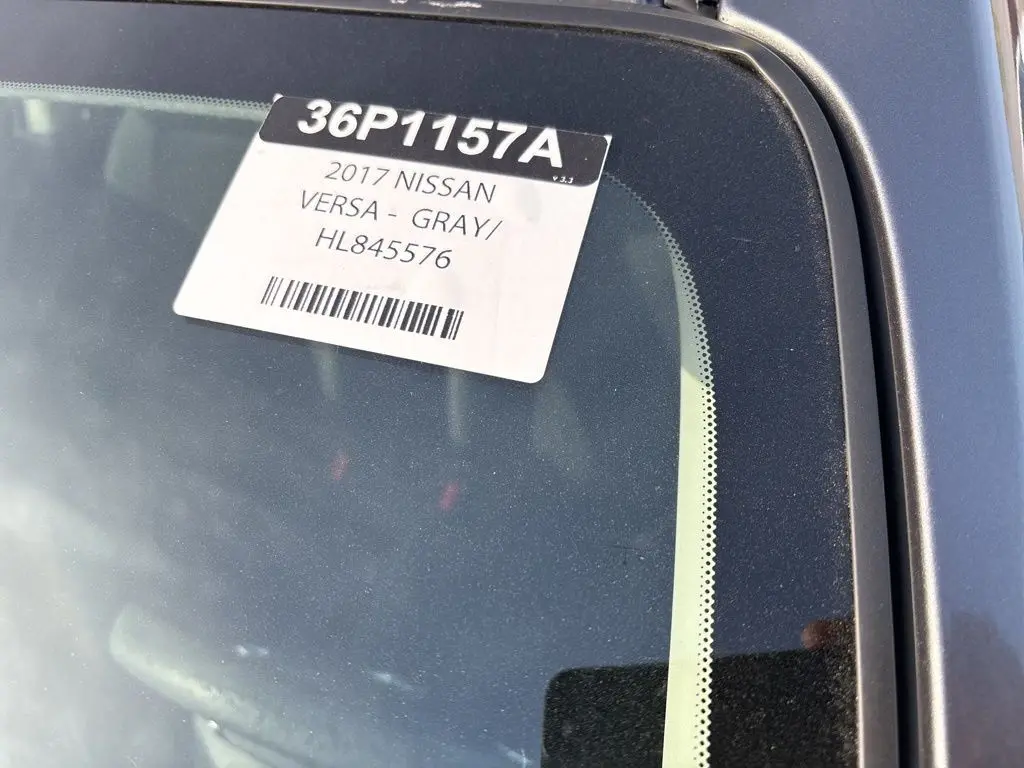 36P1157A
v 3.3
2017 NISSAN
VERSA - GRAY/
HL845576